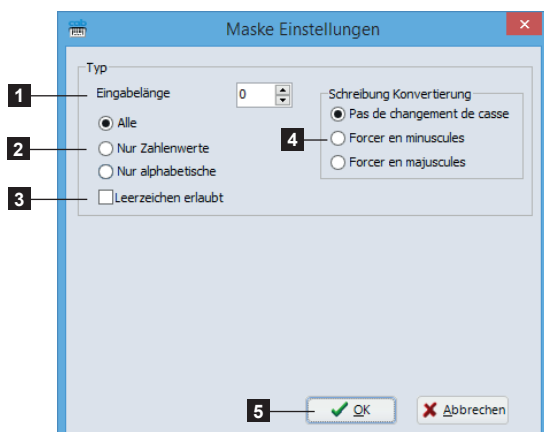 cab
Maske Einstellungen
Typ
1
Eingabelänge
0
Alle
2
Nur Zahlenwerte
Nur alphabetische
3
Leerzeichen erlaubt
Schreibung Konvertierung
Pas de changement de casse
4
Forcer en minuscules
Forcer en majuscules
5
OK
Abbrechen